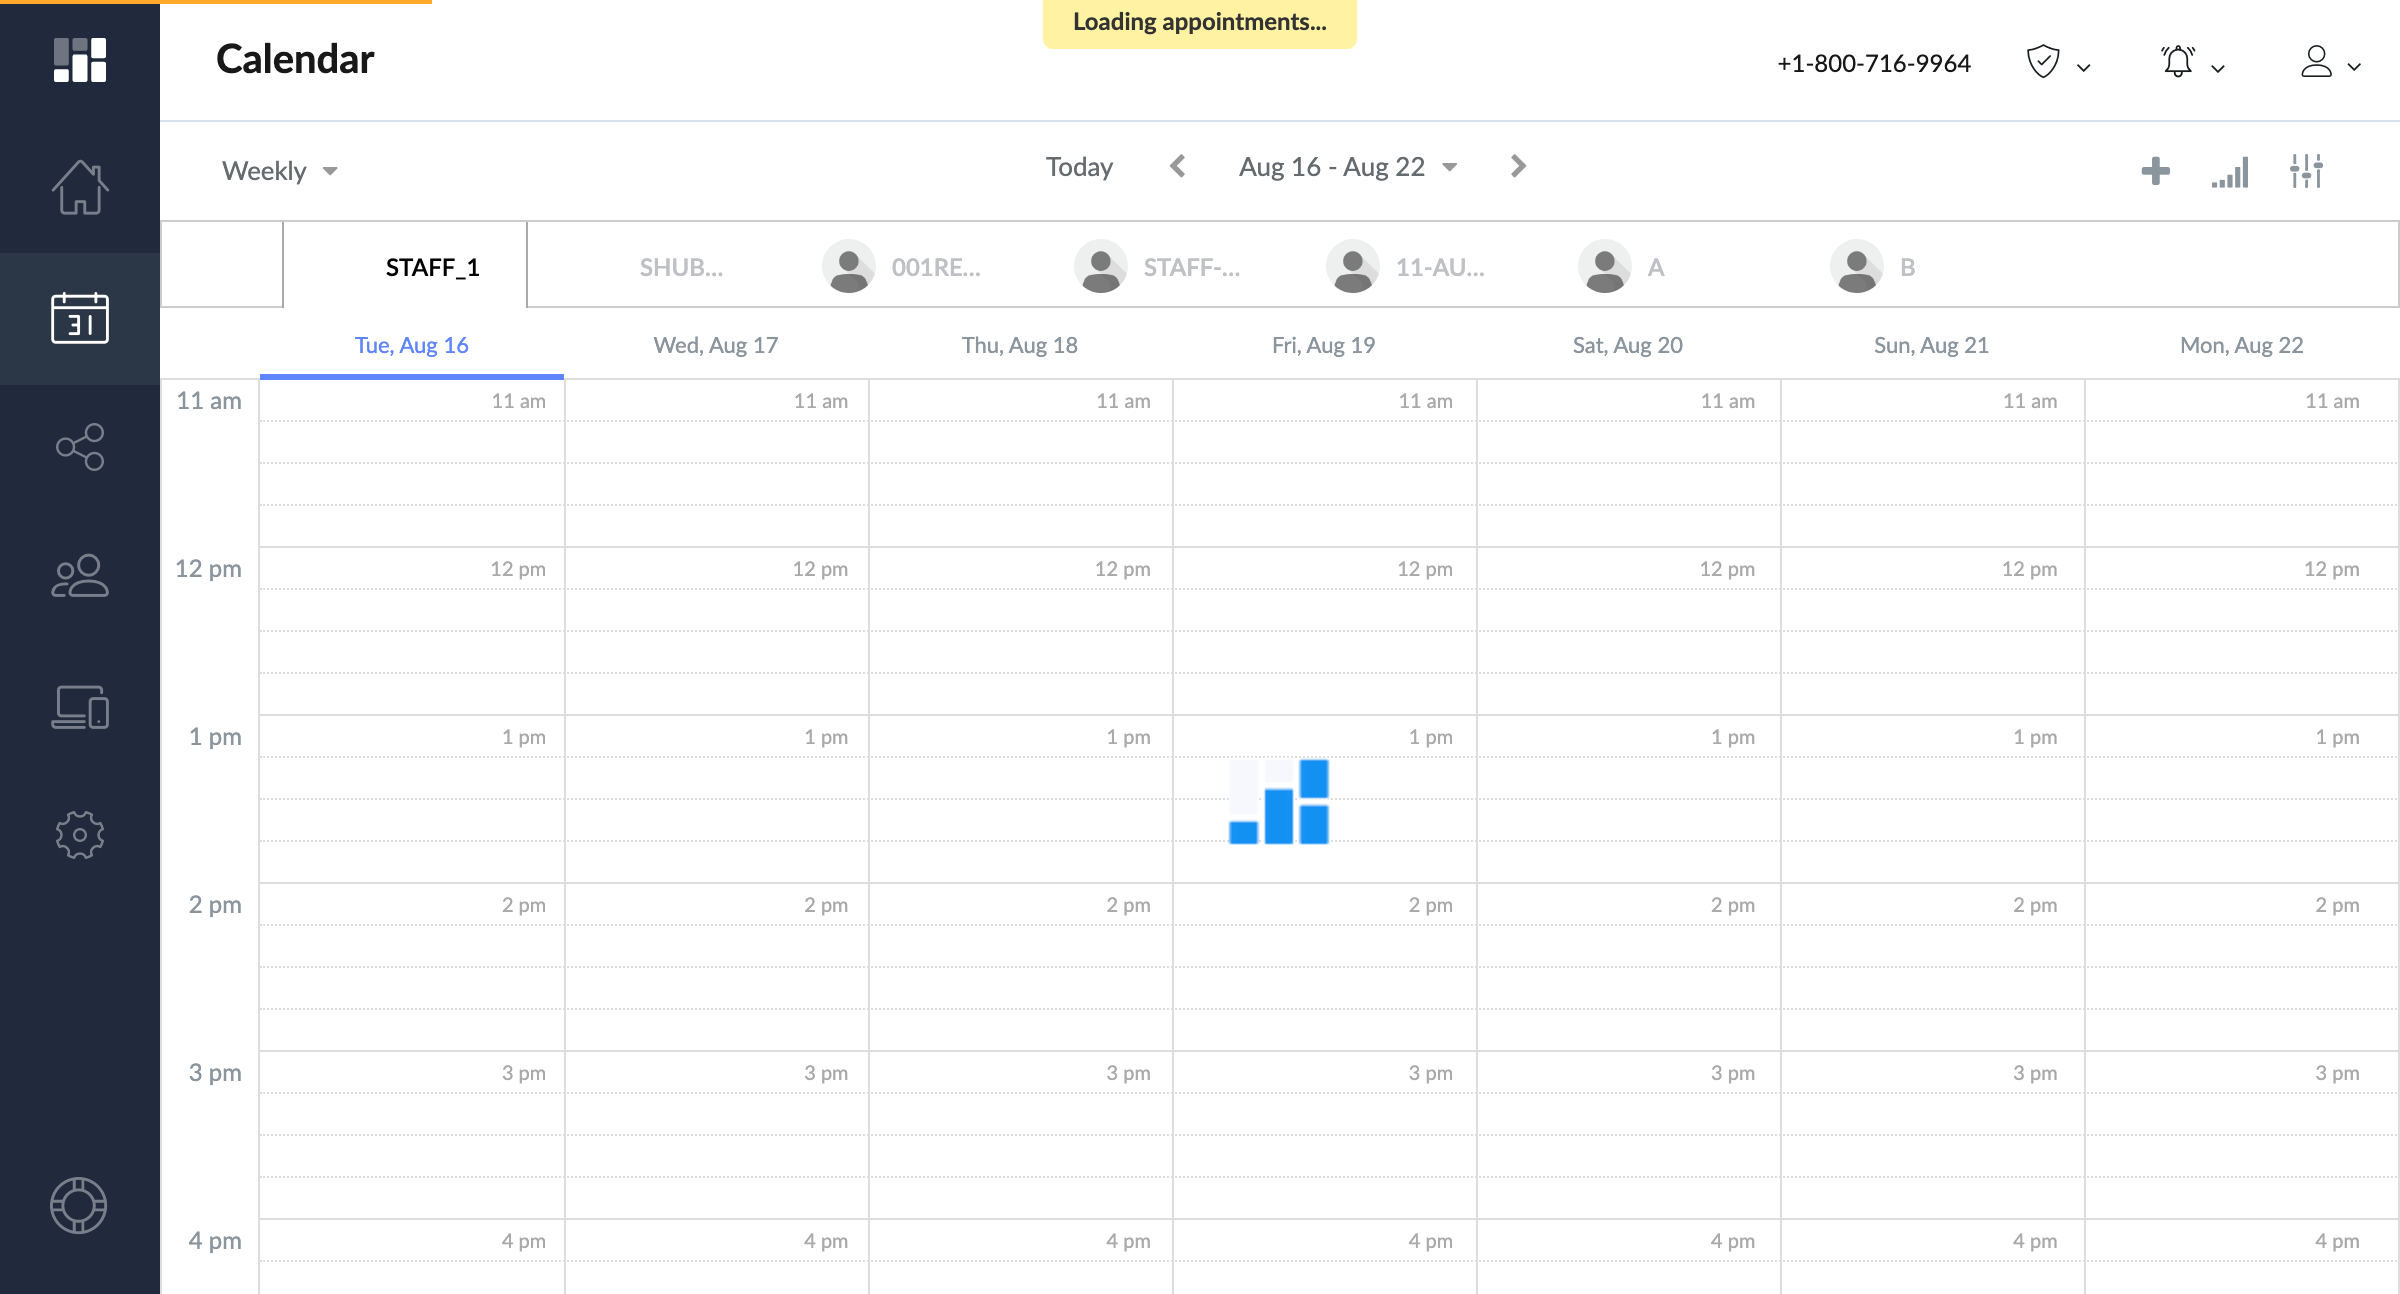 Loading appointments...
Calendar
+1-800-716-9964
Weekly
Today
Aug 16 - Aug 22
31
STAFF_1
SHUB...
001RE...
STAFF-...
11-AU...
A
B
Tue, Aug 16
Wed, Aug 17
Thu, Aug 18
Fri, Aug 19
Sat, Aug 20
Sun, Aug 21
Mon, Aug 22
11 am
11 am
11 am
11 am
11 am
11 am
11 am
11 am
12 pm
12 pm
12 pm
12 pm
12 pm
12 pm
12 pm
12 pm
1 pm
1 pm
1 pm
1 pm
1 pm
1 pm
1 pm
1 pm
2 pm
2 pm
2 pm
2 pm
2 pm
2 pm
2 pm
2 pm
3 pm
3 pm
3 pm
3 pm
3 pm
3 pm
3 pm
3 pm
4 pm
4 pm
4 pm
4 pm
4 pm
4 pm
4 pm
4 pm